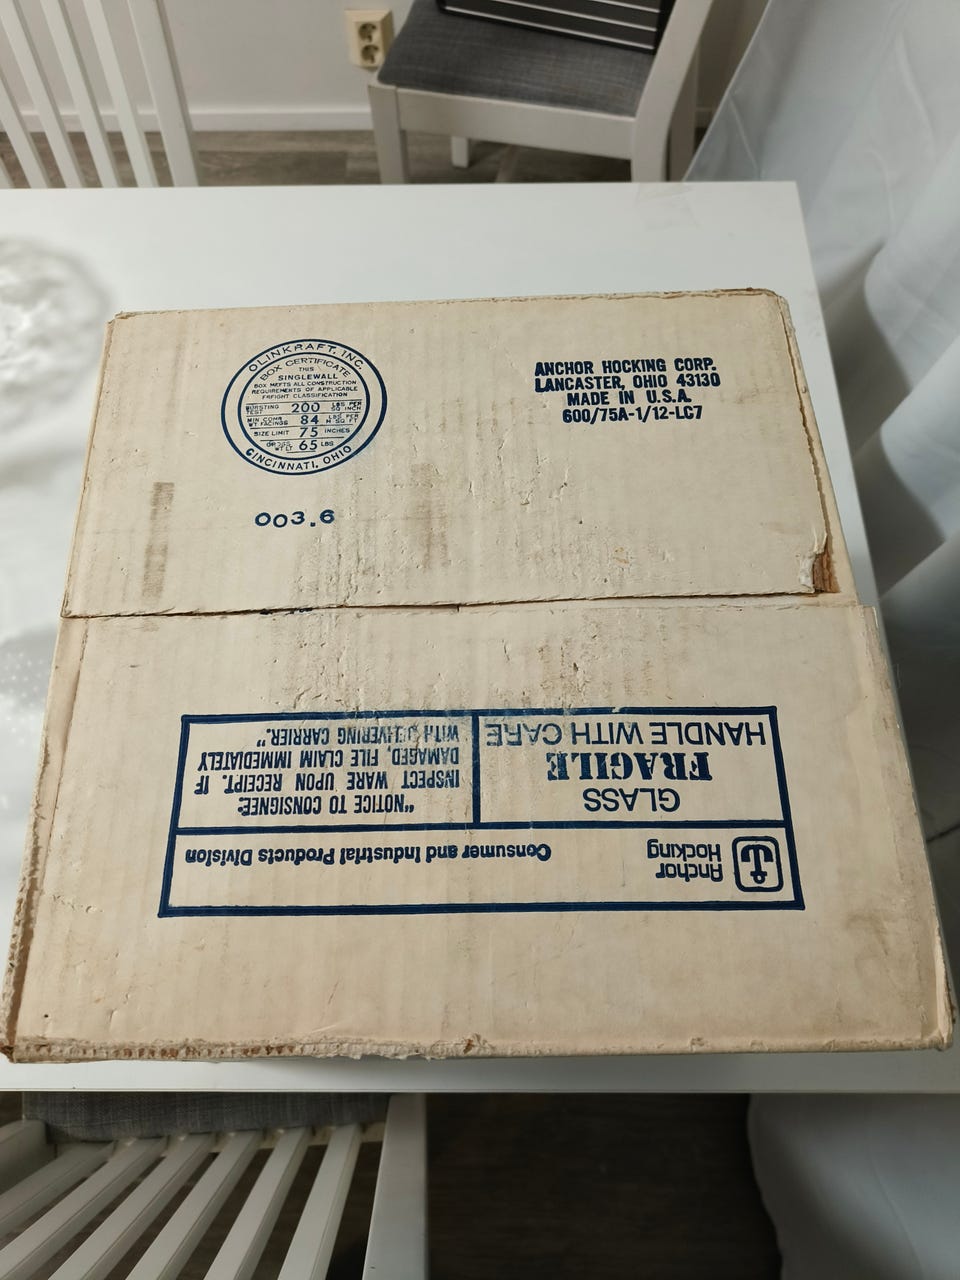 OLINKRAFT, INC.
BOX CERTIFICATE
THIS
SINGLEWALL
BOX MEETS ALL CONSTRUCTION
REQUIREMENTS OF APPLICABLE
FREIGHT CLASSIFICATION
BURSTING TEST 200 LBS PER SQ INCH
MIN COMB WT FACINGS 84 LBS PER M SQ FT
SIZE LIMIT 75 INCHES
GROSS WT LT 65 LBS
CINCINNATI, OHIO
003.6
ANCHOR HOCKING CORP.
LANCASTER, OHIO 43130
MADE IN U.S.A.
600/75A-1/12-LC7
Anchor
Hocking
Consumer and Industrial Products Division
GLASS
FRAGILE
HANDLE WITH CARE
"NOTICE TO CONSIGNEE:
INSPECT WARE UPON RECEIPT. IF
DAMAGED, FILE CLAIM IMMEDIATELY
WITH DELIVERING CARRIER."